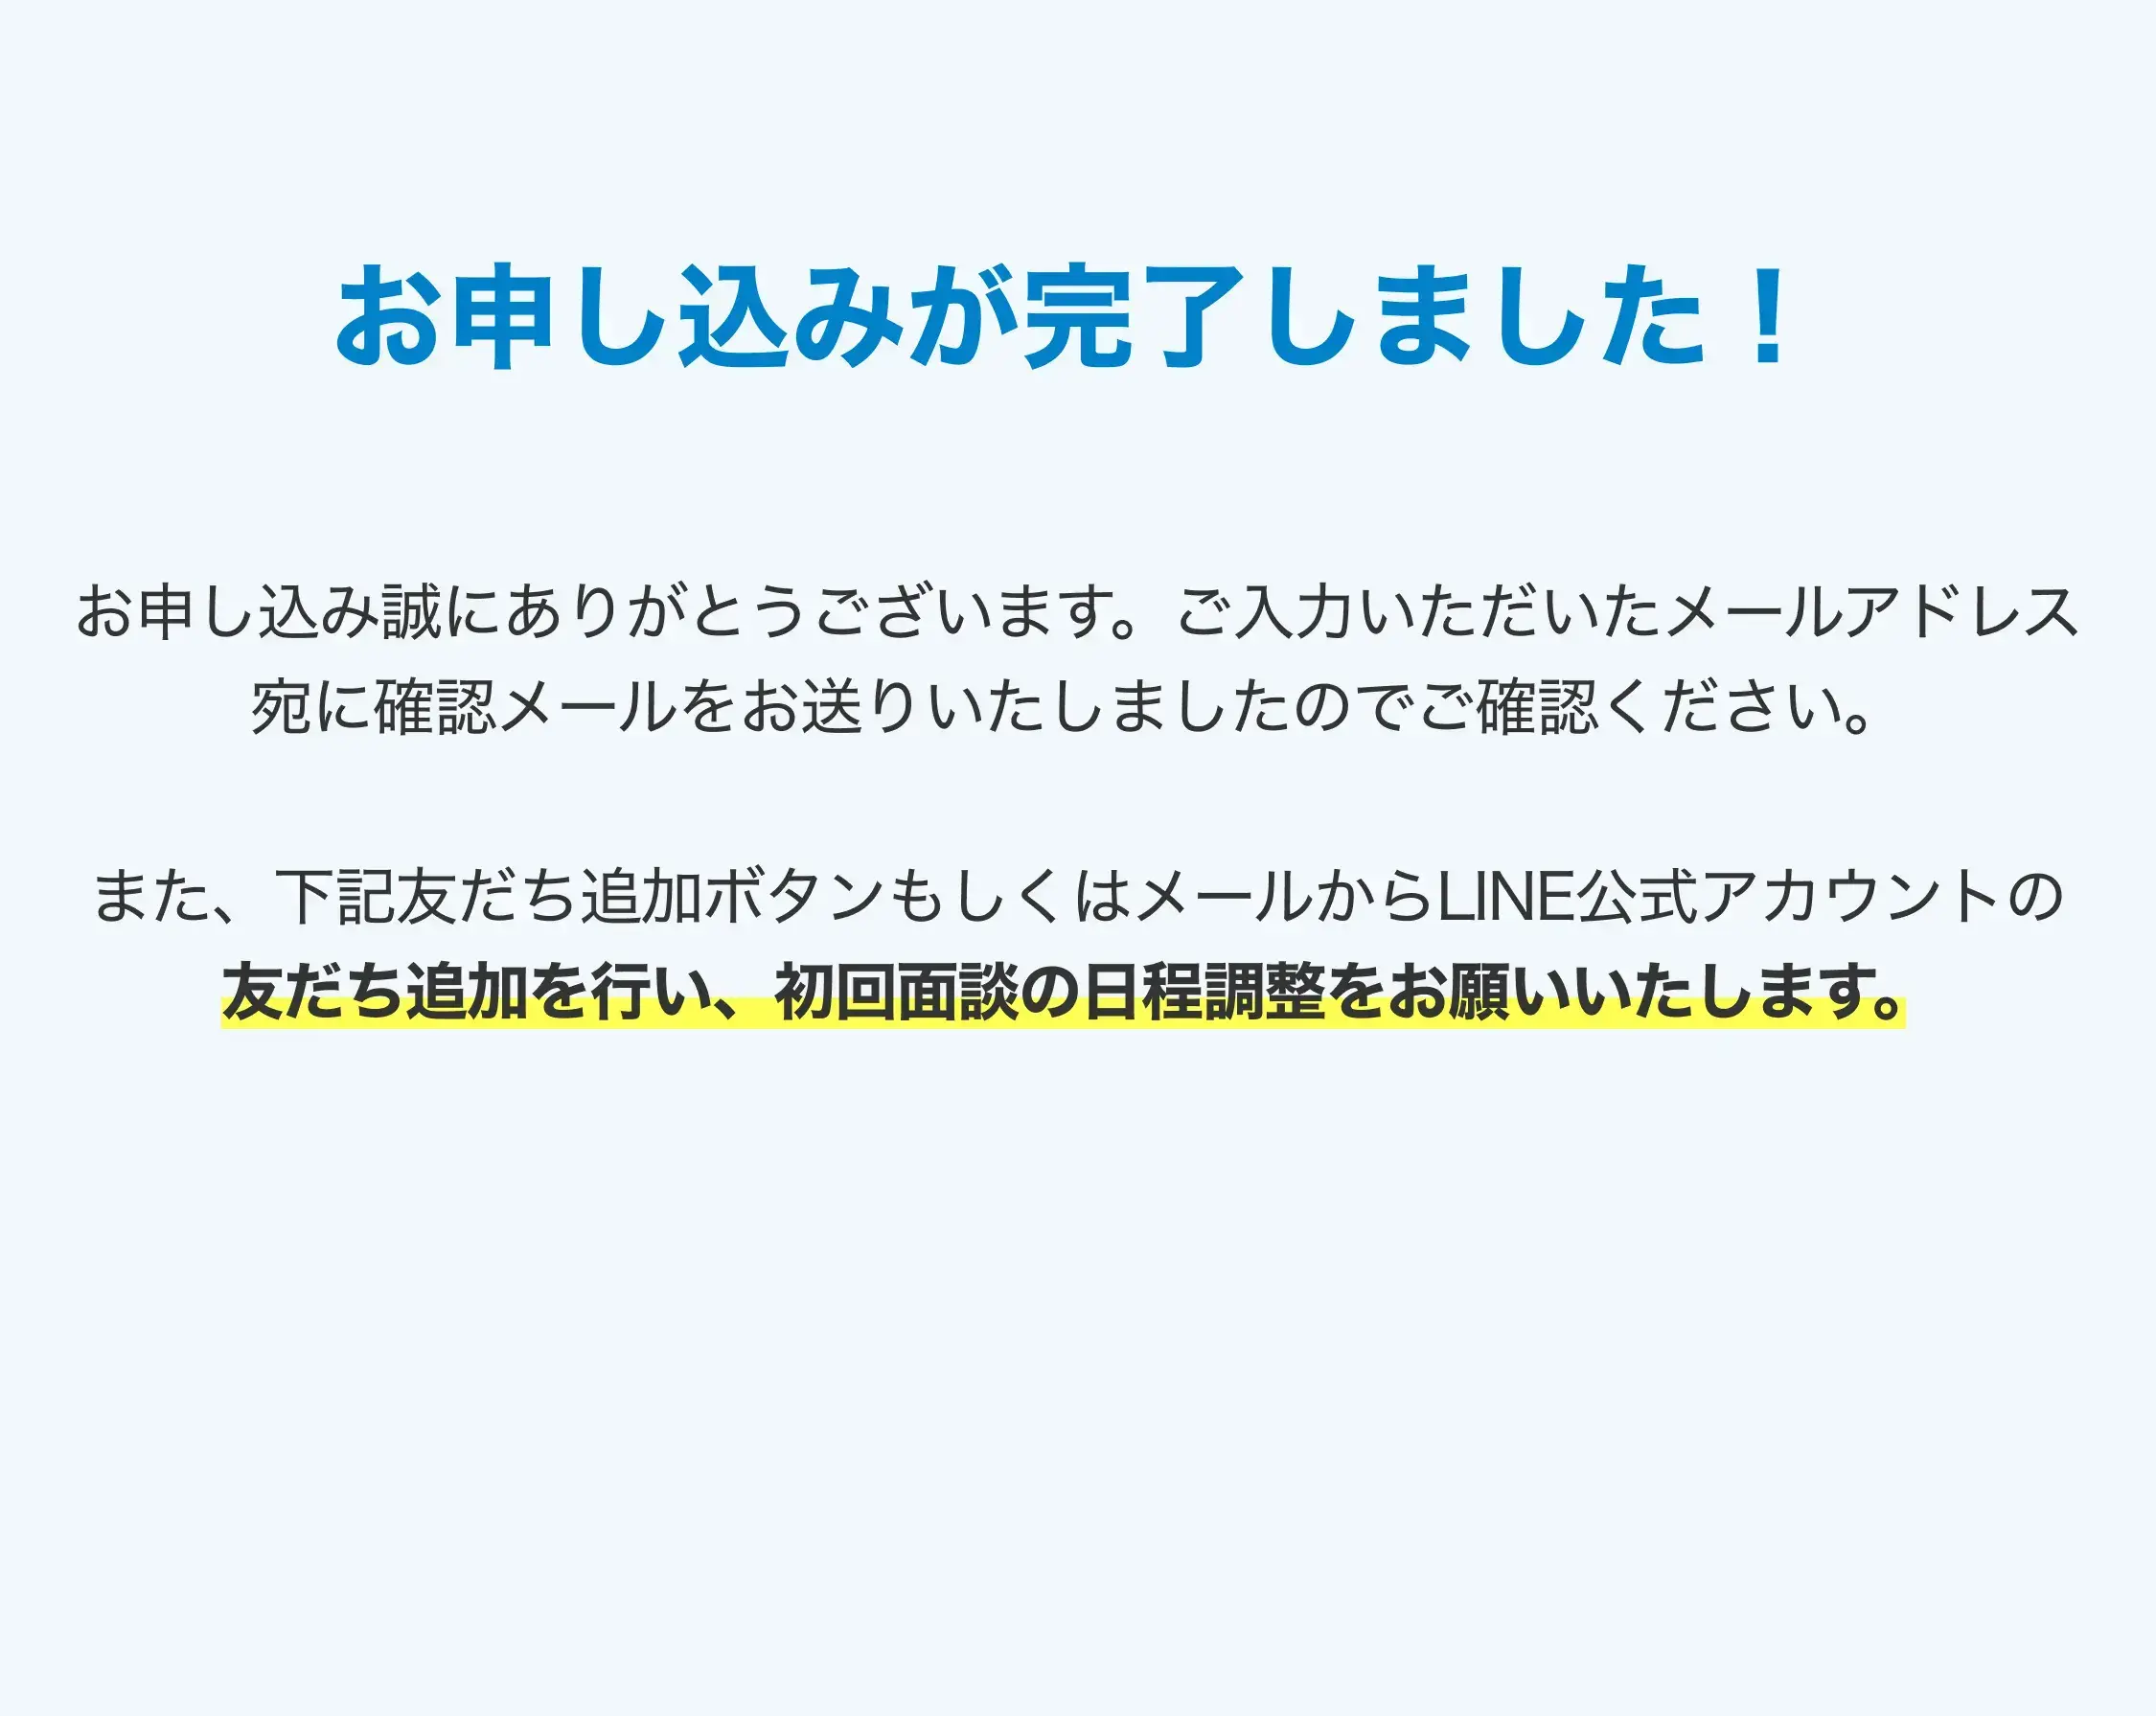 お申し込みが完了しました！
お申し込み誠にありがとうございます。ご入力いただいたメールアドレス
宛に確認メールをお送りいたしましたのでご確認ください。
また、下記友だち追加ボタンもしくはメールからLINE公式アカウントの
友だち追加を行い、初回面談の日程調整をお願いいたします。